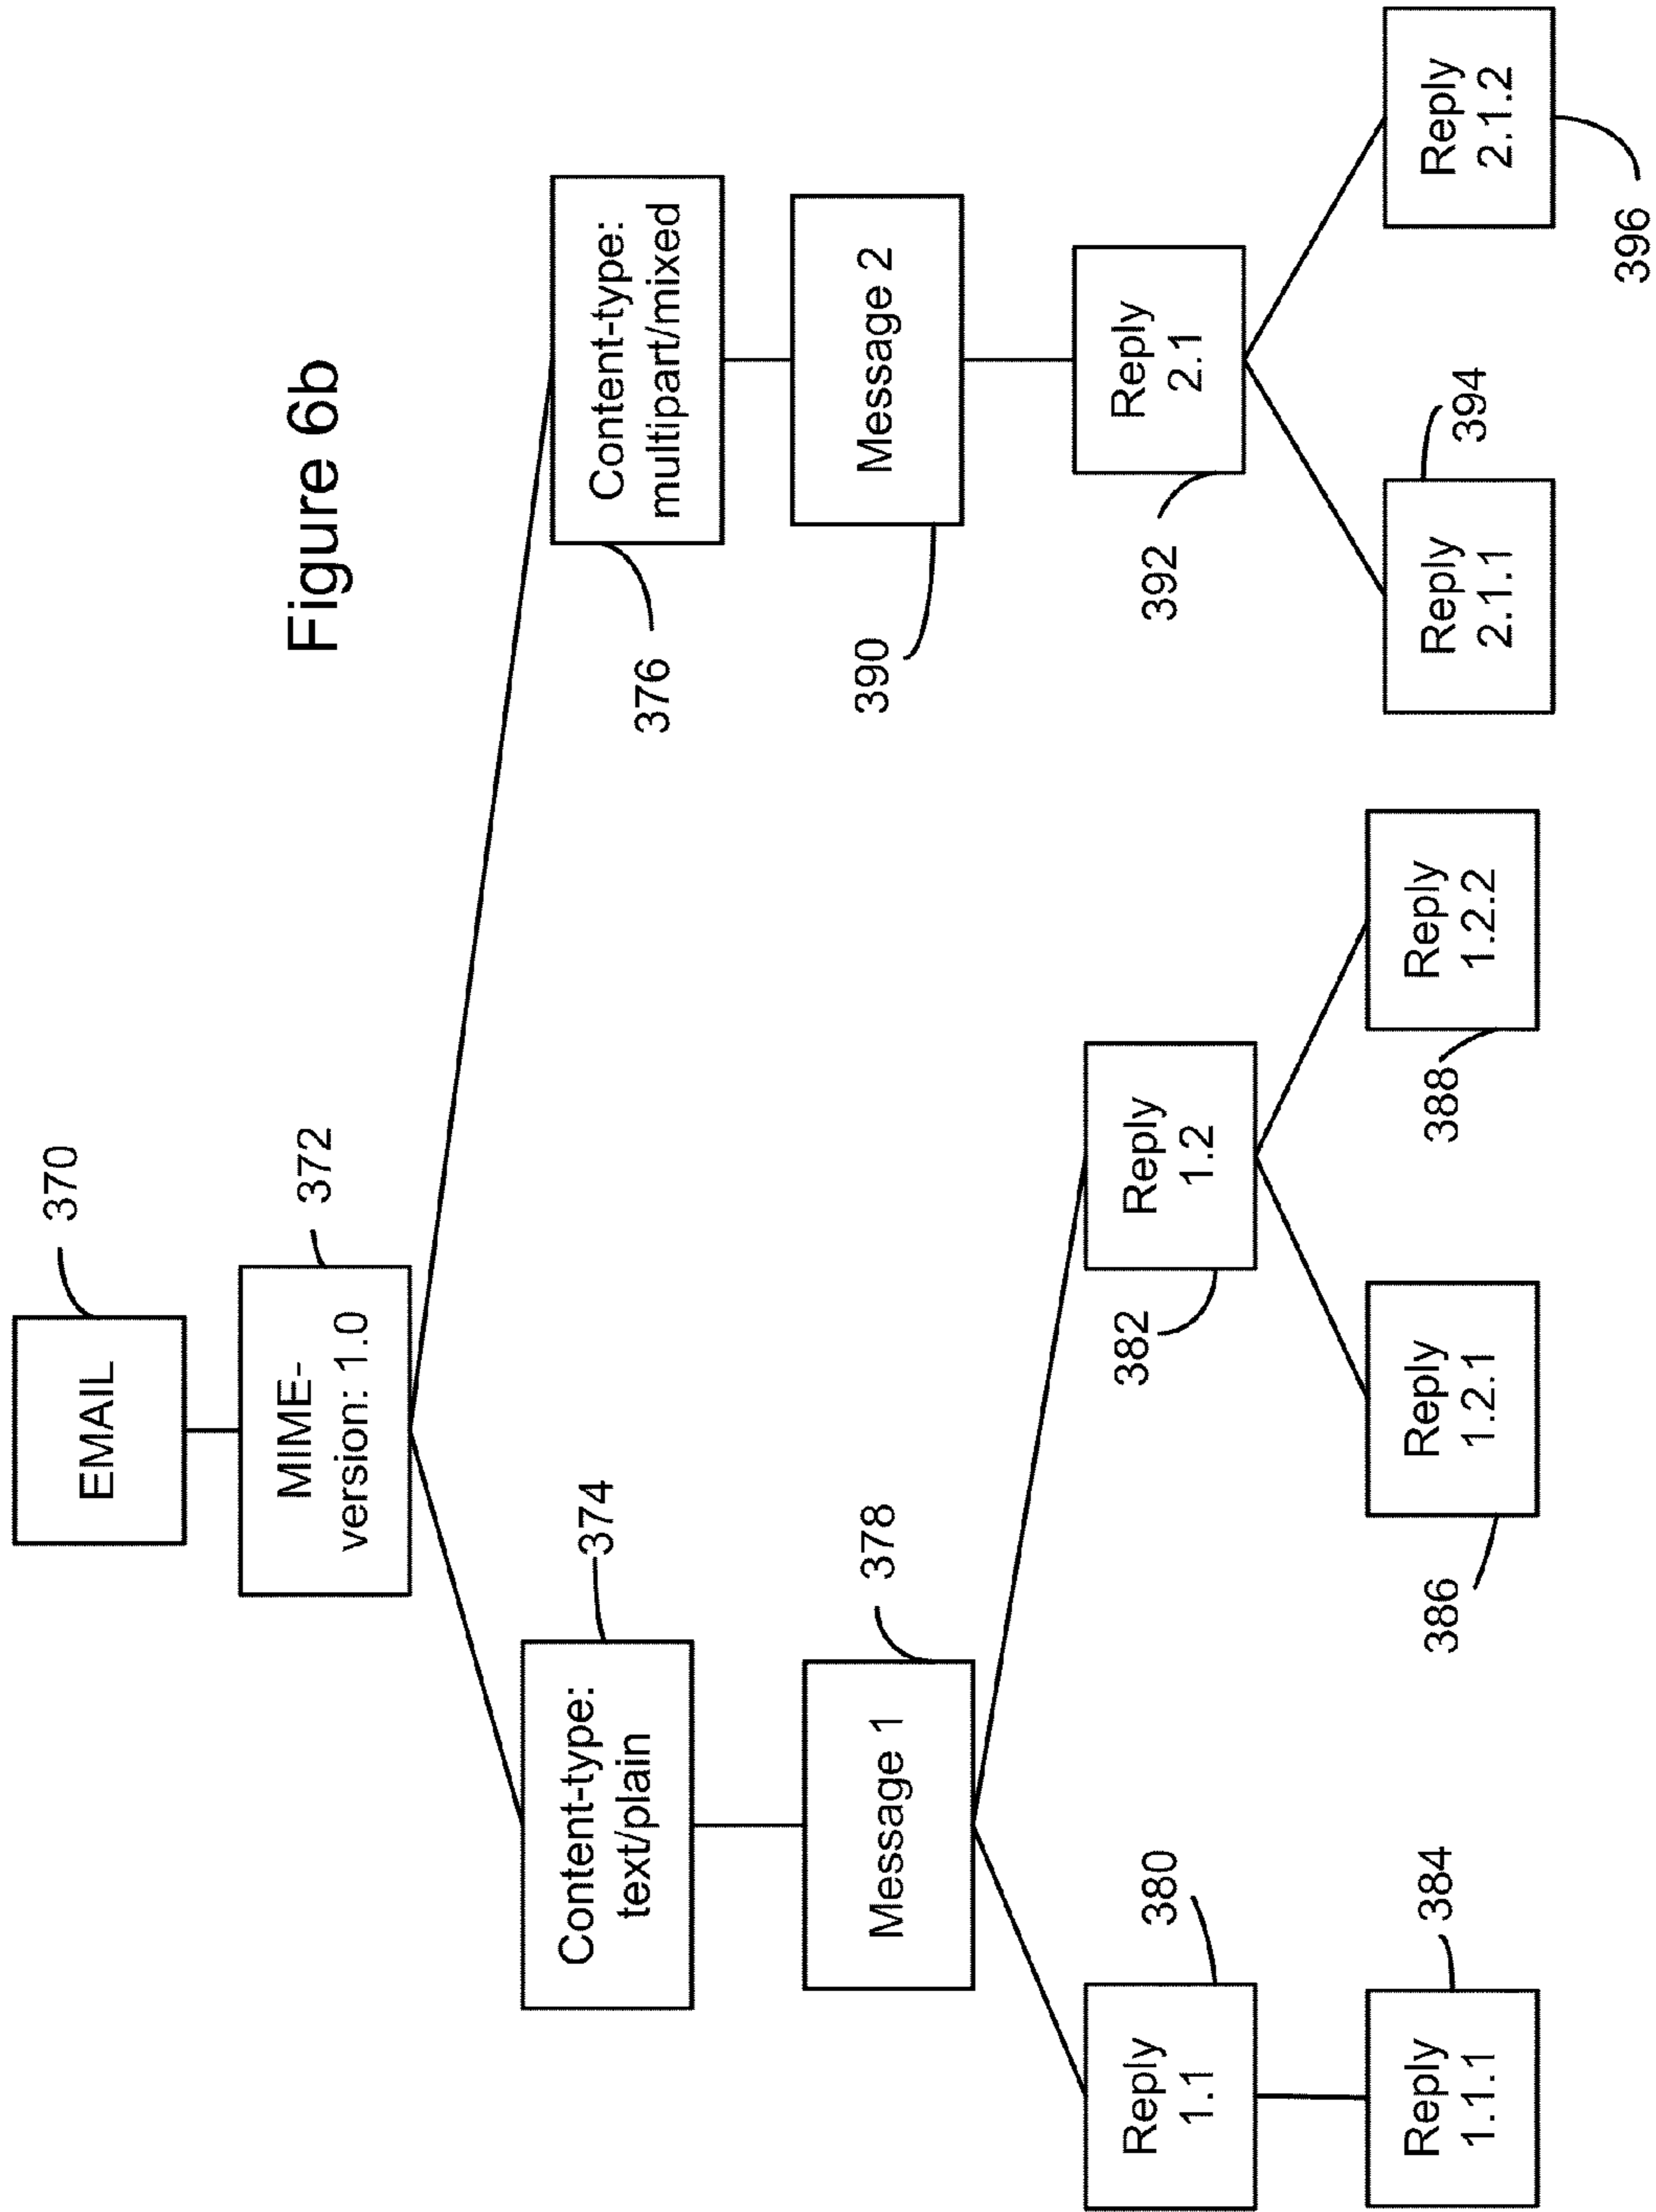 Figure 6b
EMAIL
370
MIME-
version: 1.0
372
Content-type:
text/plain
374
Content-type:
multipart/mixed
376
Message 1
378
Message 2
390
Reply
1.1
380
Reply
1.2
382
Reply
2.1
392
Reply
1.1.1
384
Reply
1.2.1
386
Reply
1.2.2
388
Reply
2.1.1
394
Reply
2.1.2
396